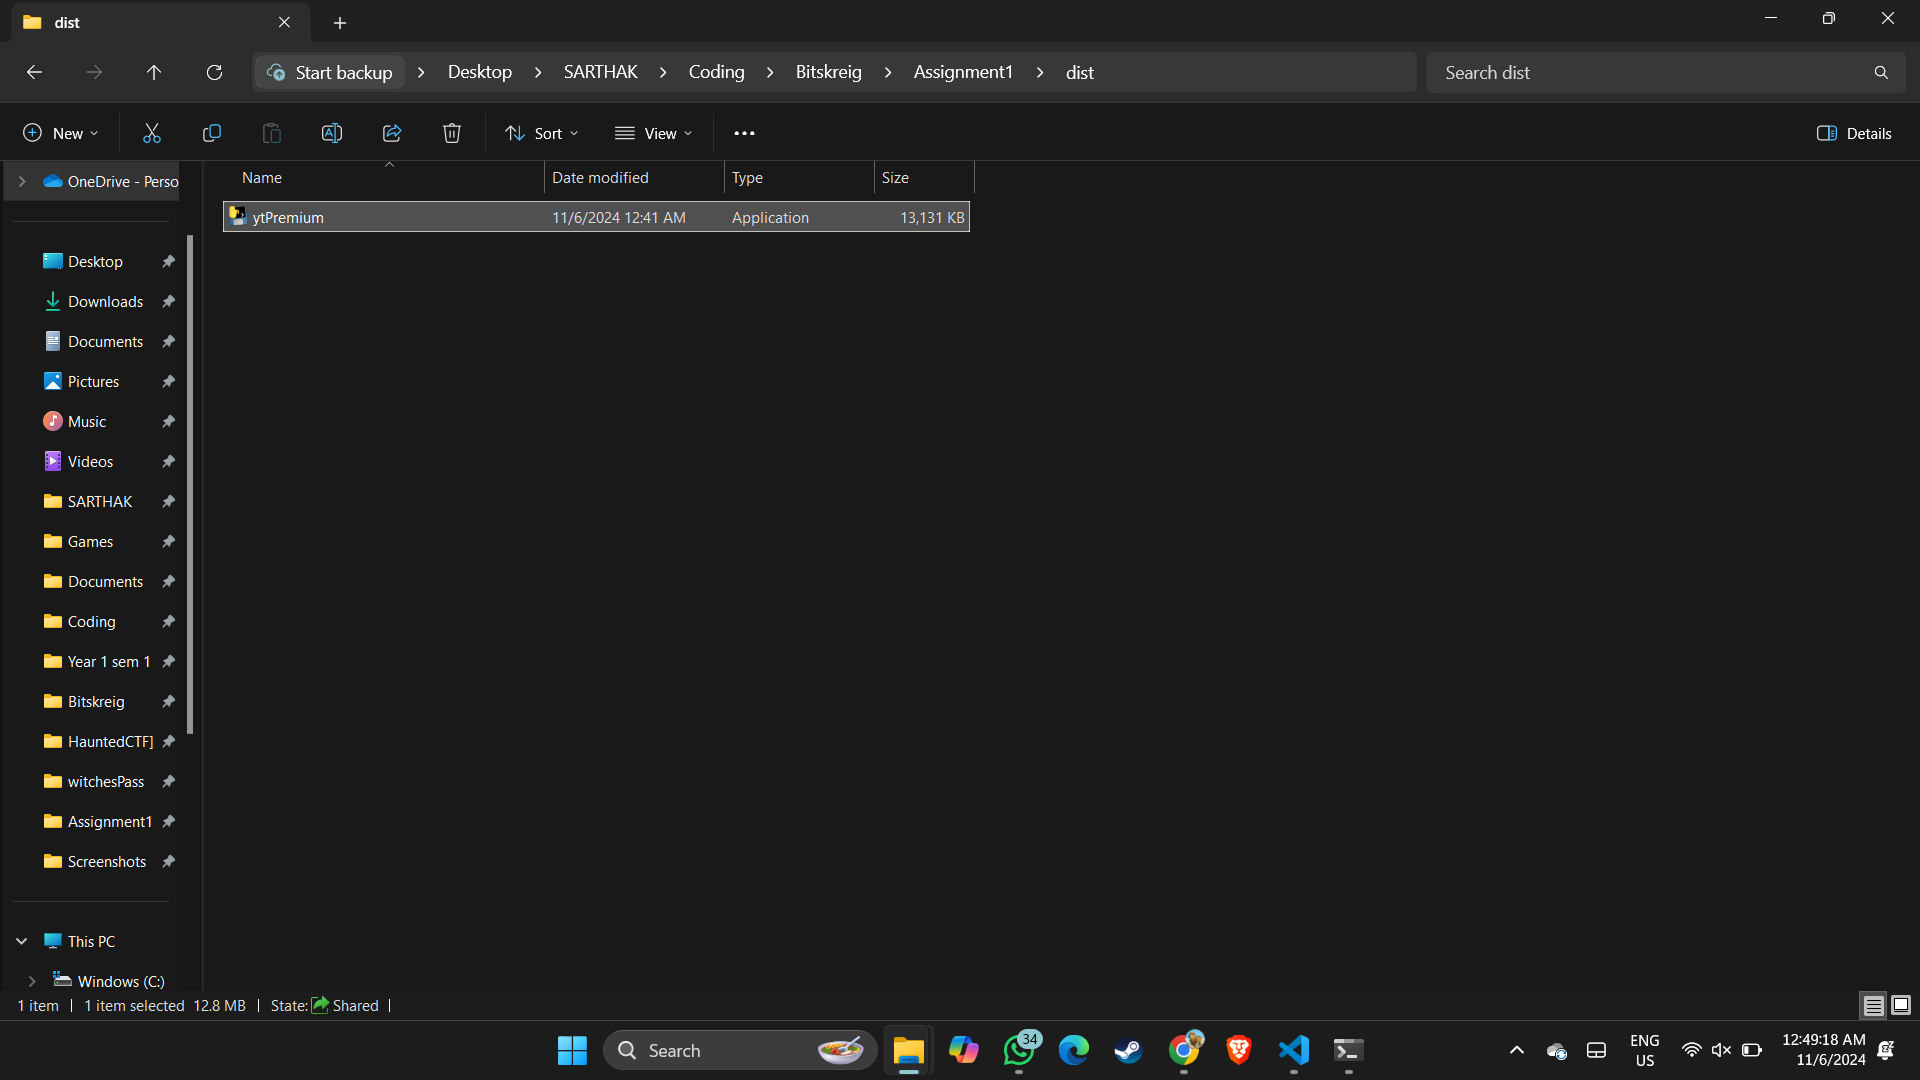 dist
Start backup > Desktop > SARTHAK > Coding > Bitskreig > Assignment1 > dist
Search dist
New
Sort
View
Details
Name Date modified Type Size
ytPremium 11/6/2024 12:41 AM Application 13,131 KB
OneDrive - Perso
Desktop
Downloads
Documents
Pictures
Music
Videos
SARTHAK
Games
Documents
Coding
Year 1 sem 1
Bitskreig
HauntedCTF]
witchesPass
Assignment1
Screenshots
This PC
Windows (C:)
1 item | 1 item selected 12.8 MB | State: Shared |
Search
34
ENG
US
12:49:18 AM
11/6/2024